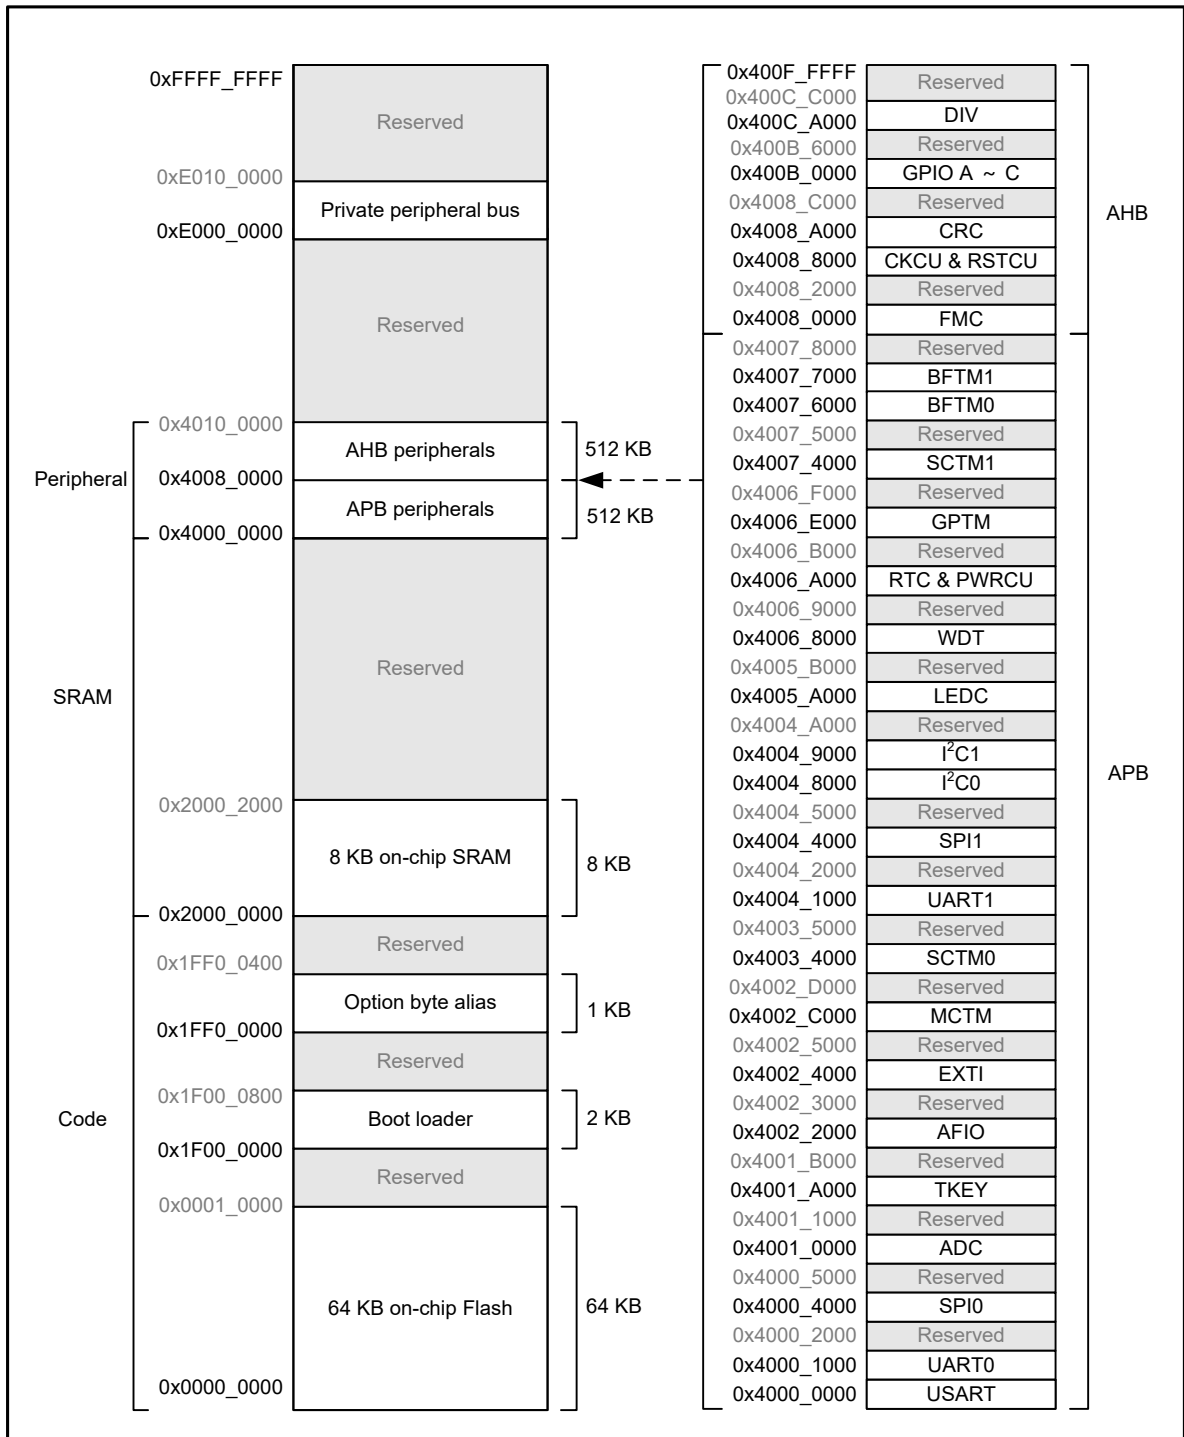 0xFFFF_FFFF
Reserved
0xE010_0000
Private peripheral bus
0xE000_0000
Reserved
0x4010_0000
AHB peripherals
512 KB
Peripheral
0x4008_0000
APB peripherals
512 KB
0x4000_0000
Reserved
SRAM
0x2000_2000
8 KB on-chip SRAM
8 KB
0x2000_0000
Reserved
0x1FF0_0400
Option byte alias
1 KB
0x1FF0_0000
Reserved
0x1F00_0800
Code
Boot loader
2 KB
0x1F00_0000
Reserved
0x0001_0000
64 KB on-chip Flash
64 KB
0x0000_0000
0x400F_FFFF
Reserved
0x400C_C000
0x400C_A000 DIV
0x400B_6000 Reserved
0x400B_0000 GPIO A ~ C
0x4008_C000 Reserved
AHB
0x4008_A000 CRC
0x4008_8000 CKCU & RSTCU
0x4008_2000 Reserved
0x4008_0000 FMC
0x4007_8000 Reserved
0x4007_7000 BFTM1
0x4007_6000 BFTM0
0x4007_5000 Reserved
0x4007_4000 SCTM1
0x4006_F000 Reserved
0x4006_E000 GPTM
0x4006_B000 Reserved
0x4006_A000 RTC & PWRCU
0x4006_9000 Reserved
0x4006_8000 WDT
0x4005_B000 Reserved
0x4005_A000 LEDC
0x4004_A000 Reserved
0x4004_9000 I²C1
APB
0x4004_8000 I²C0
0x4004_5000 Reserved
0x4004_4000 SPI1
0x4004_2000 Reserved
0x4004_1000 UART1
0x4003_5000 Reserved
0x4003_4000 SCTM0
0x4002_D000 Reserved
0x4002_C000 MCTM
0x4002_5000 Reserved
0x4002_4000 EXTI
0x4002_3000 Reserved
0x4002_2000 AFIO
0x4001_B000 Reserved
0x4001_A000 TKEY
0x4001_1000 Reserved
0x4001_0000 ADC
0x4000_5000 Reserved
0x4000_4000 SPI0
0x4000_2000 Reserved
0x4000_1000 UART0
0x4000_0000 USART